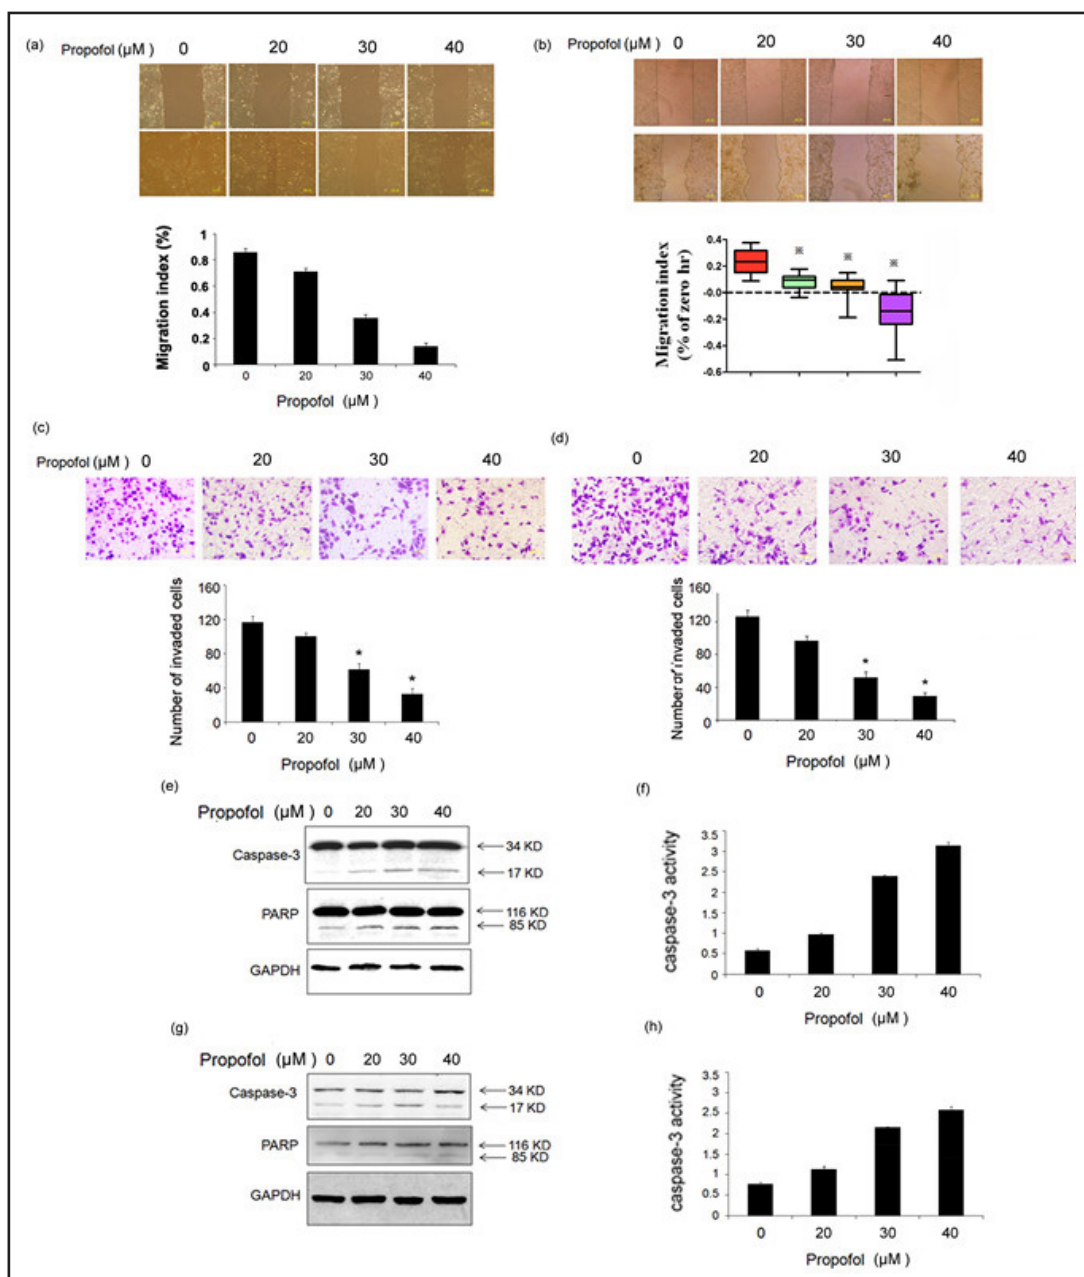 (a)
Propofol (µM) 0 20 30 40
Migration index (%)
1
0.8
0.6
0.4
0.2
0
0 20 30 40
Propofol (µM )
(b)
Propofol (µM) 0 20 30 40
Migration index
(% of zero hr)
0.4
0.2
-0.0
-0.2
-0.4
-0.6
※ ※ ※
(c)
Propofol (µM ) 0 20 30 40
Number of invaded cells
160
120
80
40
0
* *
0 20 30 40
Propofol (µM )
(d)
0 20 30 40
Number of invaded cells
160
120
80
40
0
* *
0 20 30 40
Propofol (µM )
(e)
Propofol (µM ) 0 20 30 40
Caspase-3
34 KD
17 KD
PARP
116 KD
85 KD
GAPDH
(f)
caspase-3 activity
3.5
3
2.5
2
1.5
1
0.5
0
0 20 30 40
Propofol (µM )
(g)
Propofol (µM ) 0 20 30 40
Caspase-3
34 KD
17 KD
PARP
116 KD
85 KD
GAPDH
(h)
caspase-3 activity
3.5
3
2.5
2
1.5
1
0.5
0
0 20 30 40
Propofol (µM )